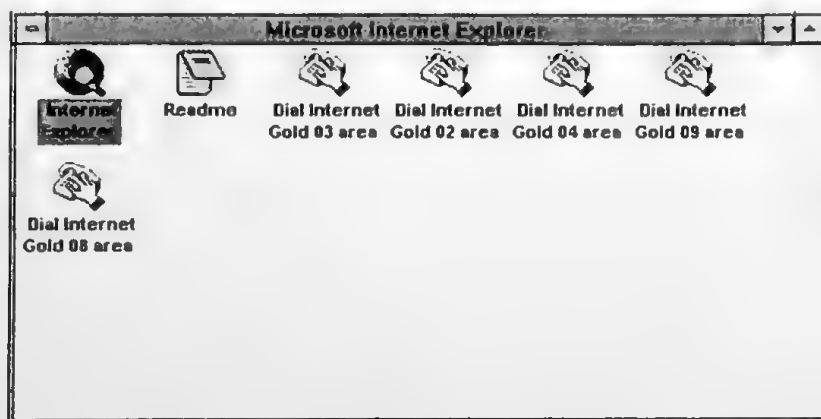 Microsoft Internet Explorer
Internet
Explorer
Readme
Dial Internet
Gold 03 area
Dial Internet
Gold 02 area
Dial Internet
Gold 04 area
Dial Internet
Gold 09 area
Dial Internet
Gold 08 area